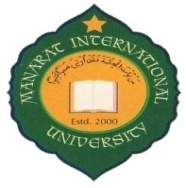 MANARAT INTERNATIONAL
Estd. 2000
UNIVERSITY